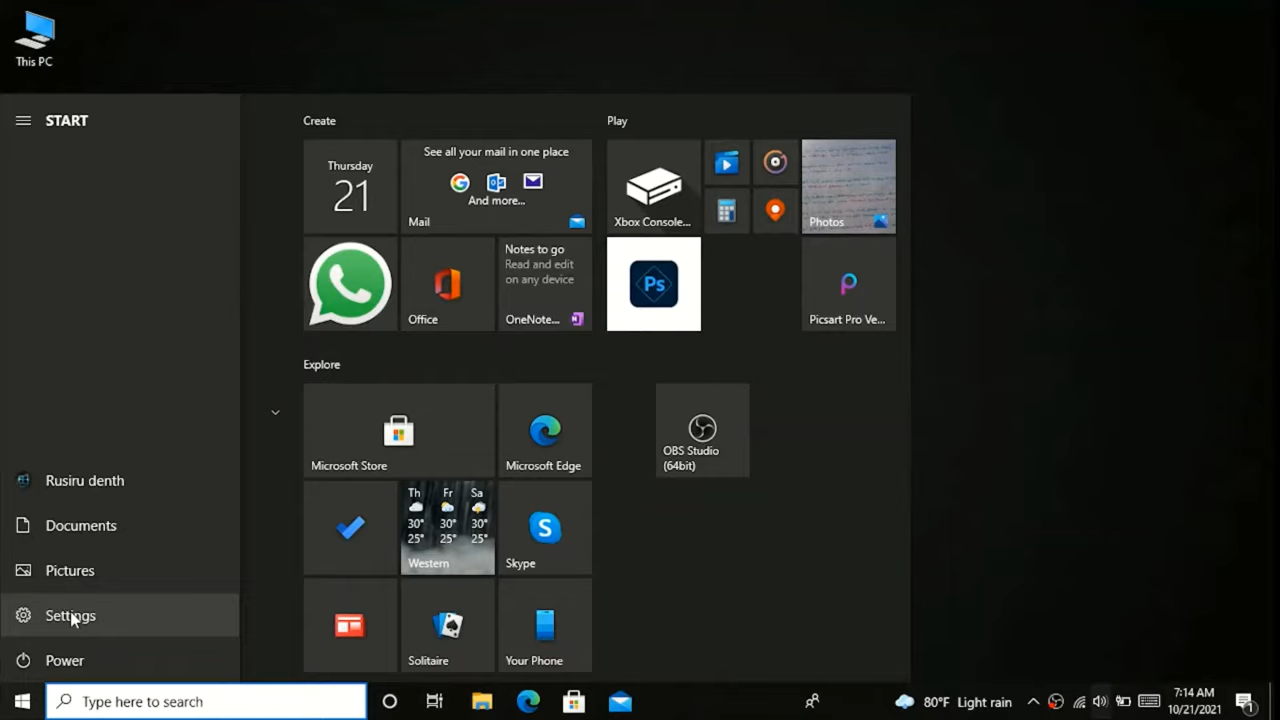 This PC
START
Rusiru denth
Documents
Pictures
Settings
Power
Create
Thursday
21
See all your mail in one place
And more...
Mail
Office
Notes to go
Read and edit
on any device
OneNote...
Play
Xbox Console...
Photos
Ps
Picsart Pro Ve...
Explore
Microsoft Store
Microsoft Edge
Th Fr Sa
30° 30° 30°
25° 25° 25°
Western
Skype
Solitaire
Your Phone
OBS Studio
(64bit)
Type here to search
80°F Light rain
7:14 AM
10/21/2021
1